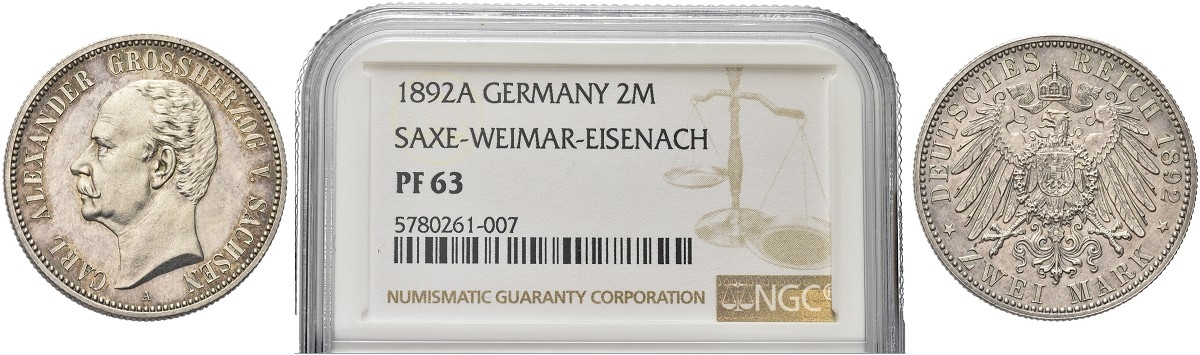 CARL ALEXANDER GROSSHERZOG V. SACHSEN
A
1892A GERMANY 2M
SAXE-WEIMAR-EISENACH
PF 63
5780261-007
NUMISMATIC GUARANTY CORPORATION
NGC
DEUTSCHES REICH 1892
ZWEI MARK